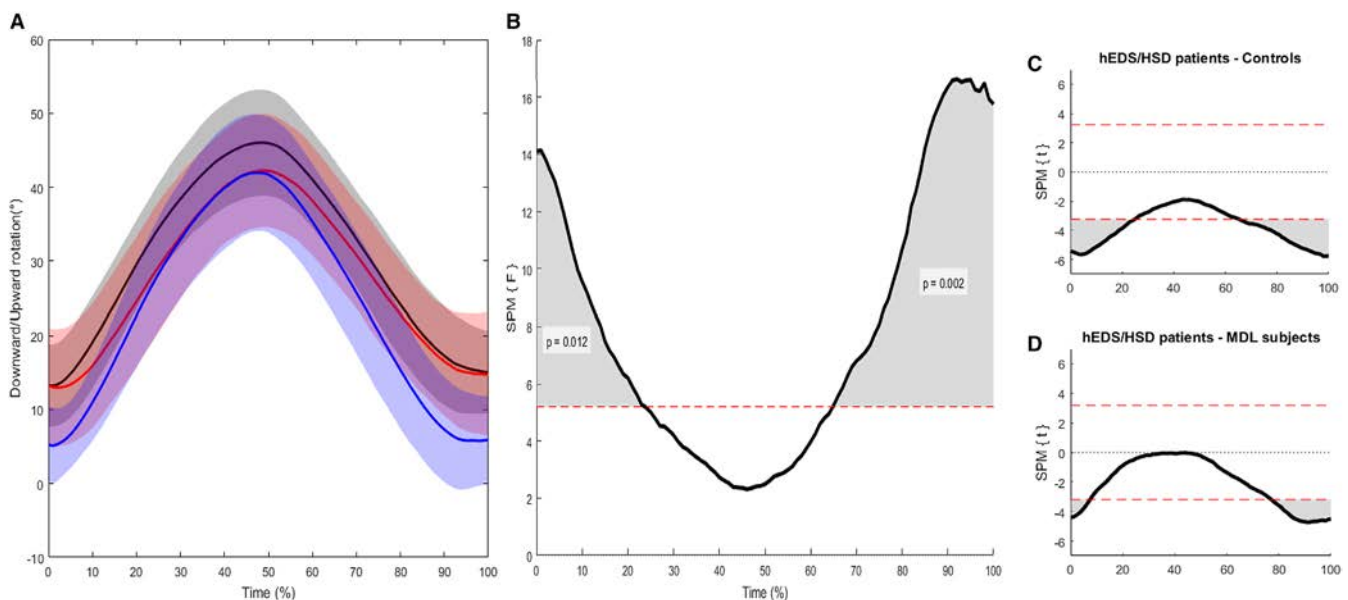 A
60
50
40
30
20
10
0
-10
Downward/Upward rotation(°)
0 10 20 30 40 50 60 70 80 90 100
Time (%)
B
18
16
14
12
10
8
6
4
2
0
SPM { F }
p = 0.012
p = 0.002
0 10 20 30 40 50 60 70 80 90 100
Time (%)
C
hEDS/HSD patients - Controls
6
4
2
0
-2
-4
-6
SPM { t }
0 20 40 60 80 100
D
hEDS/HSD patients - MDL subjects
6
4
2
0
-2
-4
-6
SPM { t }
0 20 40 60 80 100